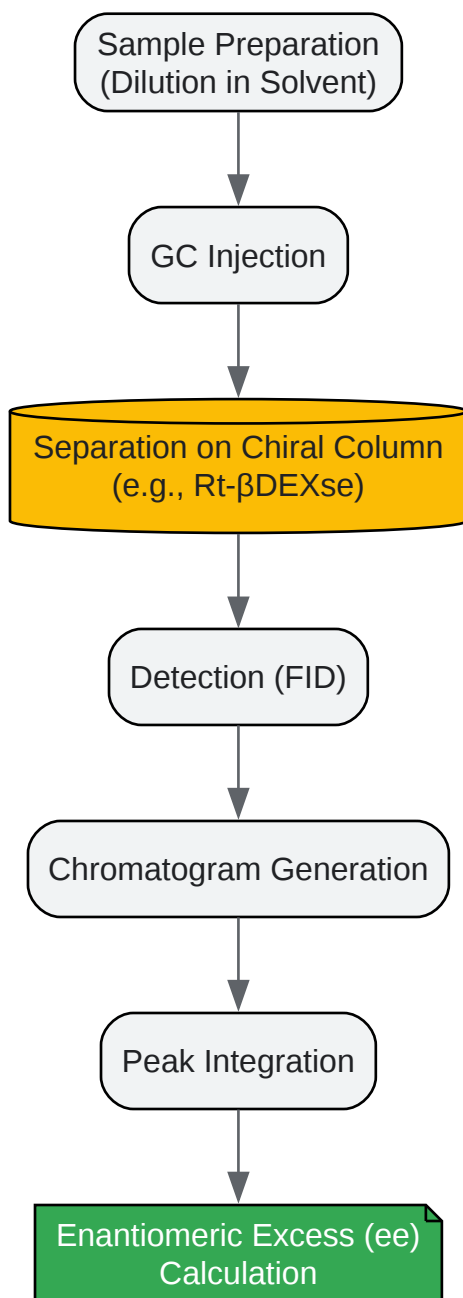 Sample Preparation
(Dilution in Solvent)
GC Injection
Separation on Chiral Column
(e.g., Rt-βDEXse)
Detection (FID)
Chromatogram Generation
Peak Integration
Enantiomeric Excess (ee)
Calculation